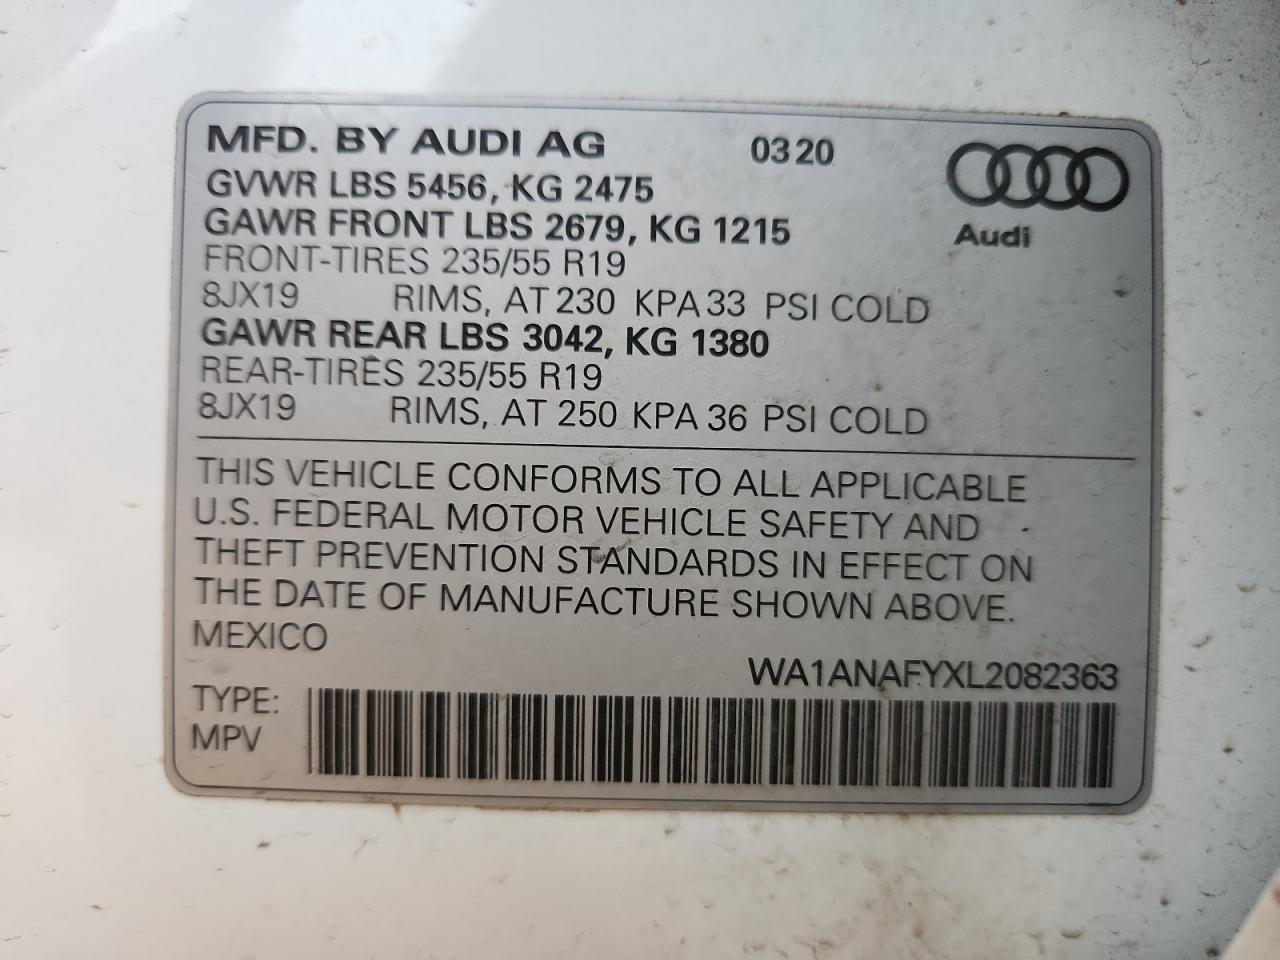 MFD. BY AUDI AG 0320
GVWR LBS 5456, KG 2475
GAWR FRONT LBS 2679, KG 1215
Audi
FRONT-TIRES 235/55 R19
8JX19 RIMS, AT 230 KPA 33 PSI COLD
GAWR REAR LBS 3042, KG 1380
REAR-TIRES 235/55 R19
8JX19 RIMS, AT 250 KPA 36 PSI COLD
THIS VEHICLE CONFORMS TO ALL APPLICABLE
U.S. FEDERAL MOTOR VEHICLE SAFETY AND
THEFT PREVENTION STANDARDS IN EFFECT ON
THE DATE OF MANUFACTURE SHOWN ABOVE.
MEXICO
WA1ANAFYXL2082363
TYPE:
MPV